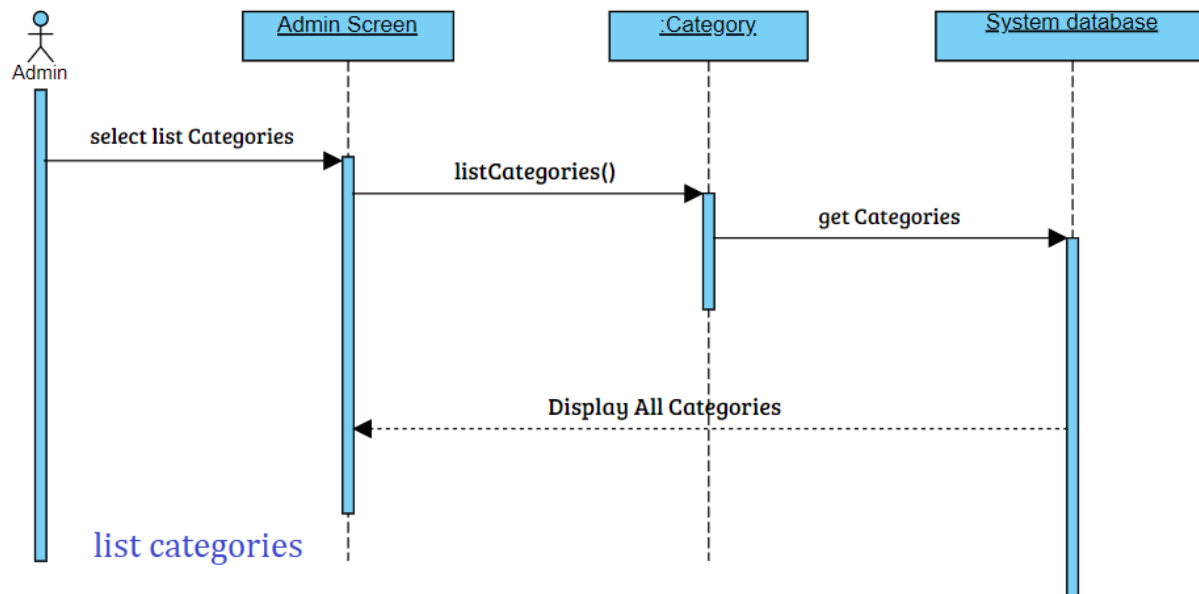 Admin Screen
:Category
System database
Admin
select list Categories
listCategories()
get Categories
Display All Categories
list categories